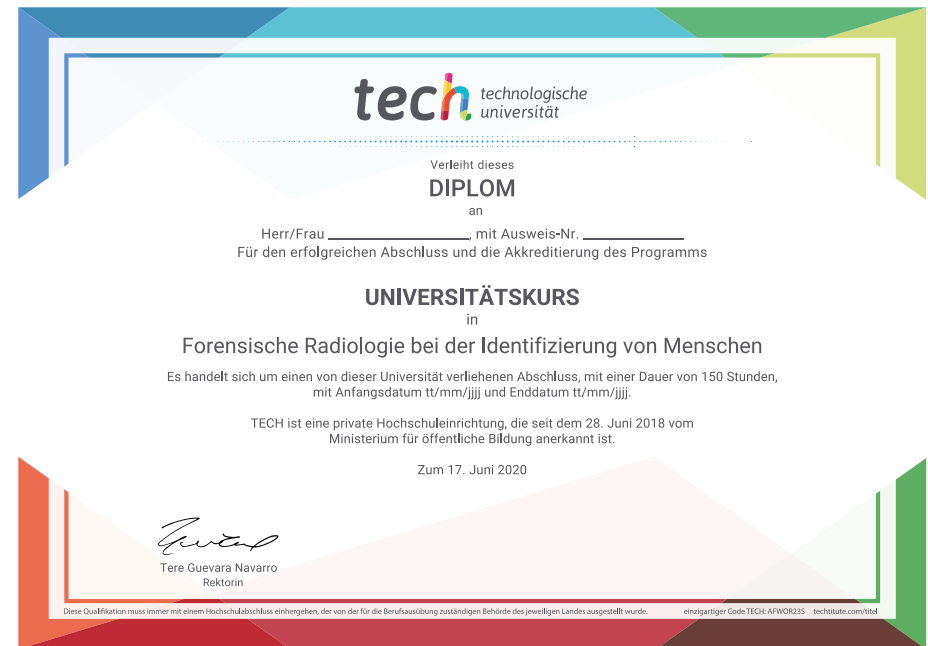 tech technologische
universität
Verleiht dieses
DIPLOM
an
Herr/Frau ____________________, mit Ausweis-Nr. ______________
Für den erfolgreichen Abschluss und die Akkreditierung des Programms
UNIVERSITÄTSKURS
in
Forensische Radiologie bei der Identifizierung von Menschen
Es handelt sich um einen von dieser Universität verliehenen Abschluss, mit einer Dauer von 150 Stunden,
mit Anfangsdatum tt/mm/jjjj und Enddatum tt/mm/jjjj.
TECH ist eine private Hochschuleinrichtung, die seit dem 28. Juni 2018 vom
Ministerium für öffentliche Bildung anerkannt ist.
Zum 17. Juni 2020
Tere Guevara Navarro
Rektorin
Diese Qualifikation muss immer mit einem Hochschulabschluss einhergehen, der von der für die Berufsausübung zuständigen Behörde des jeweiligen Landes ausgestellt wurde. einzigartiger Code TECH: AFWOR23S techtitute.com/titel